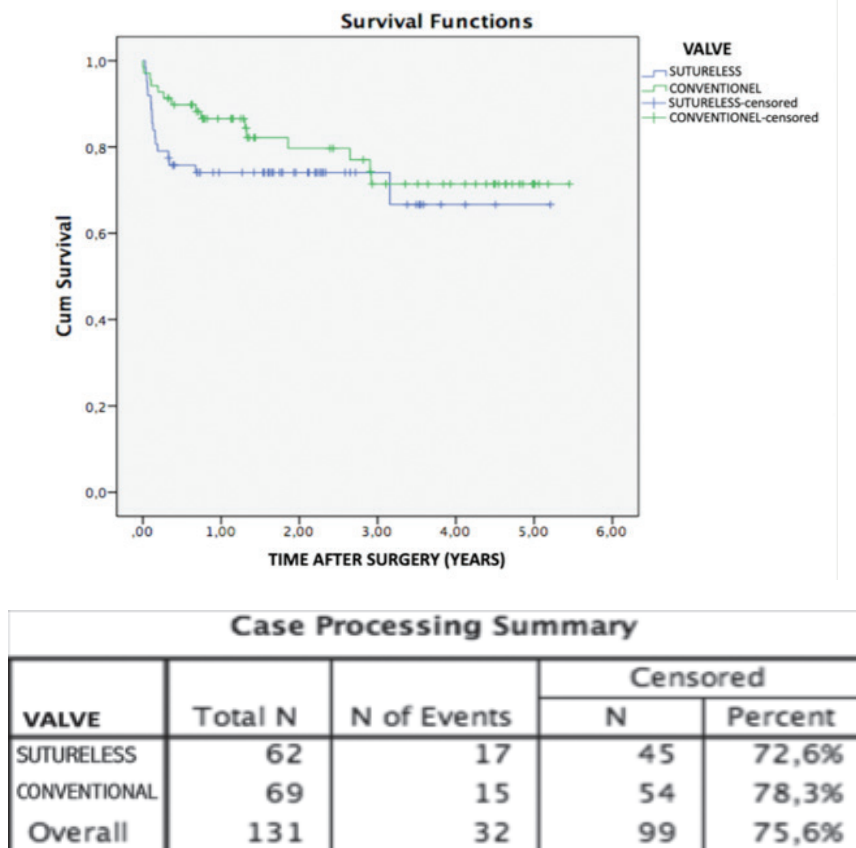 Survival Functions
VALVE
SUTURELESS
CONVENTIONEL
SUTURELESS-censored
CONVENTIONEL-censored
Cum Survival
1,0
0,8
0,6
0,4
0,2
0,0
,00 1,00 2,00 3,00 4,00 5,00 6,00
TIME AFTER SURGERY (YEARS)
Case Processing Summary
Censored
VALVE Total N N of Events N Percent
SUTURELESS 62 17 45 72,6%
CONVENTIONAL 69 15 54 78,3%
Overall 131 32 99 75,6%